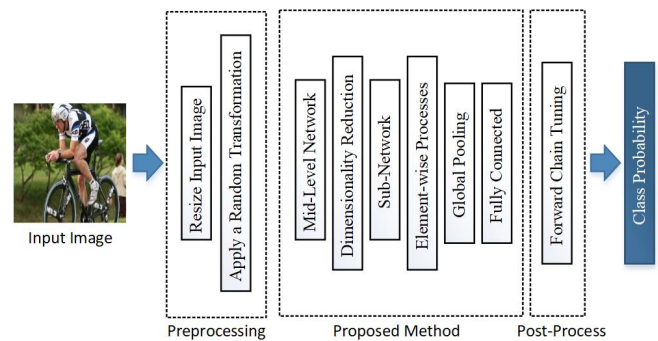 Input Image
Resize Input Image
Apply a Random Transformation
Preprocessing
Mid-Level Network
Dimensionality Reduction
Sub-Network
Element-wise Processes
Global Pooling
Fully Connected
Proposed Method
Forward Chain Tuning
Post-Process
Class Probability